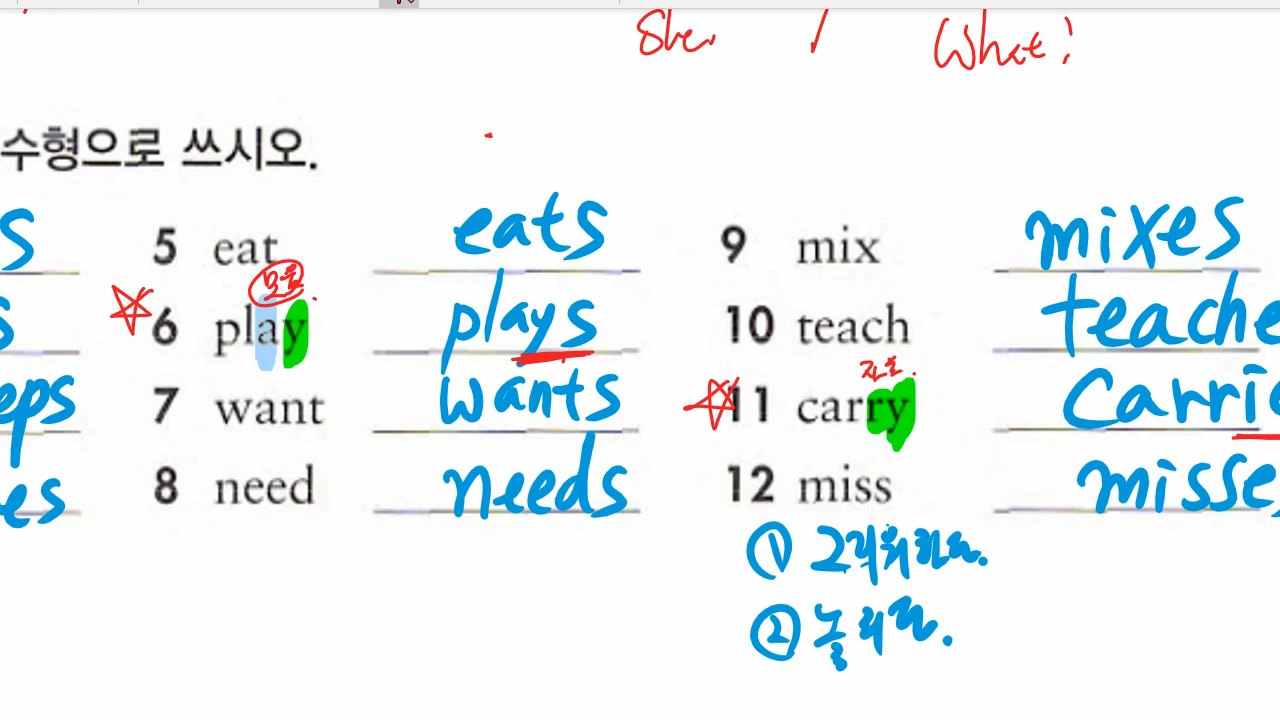 She / What?
수형으로 쓰시오.
s 5 eat eats 9 mix mixes
모음.
s 6 play plays 10 teach teache
자음.
eps 7 want wants 11 carry carrie
es 8 need needs 12 miss misse
① 그리워하다.
② 놓치다.